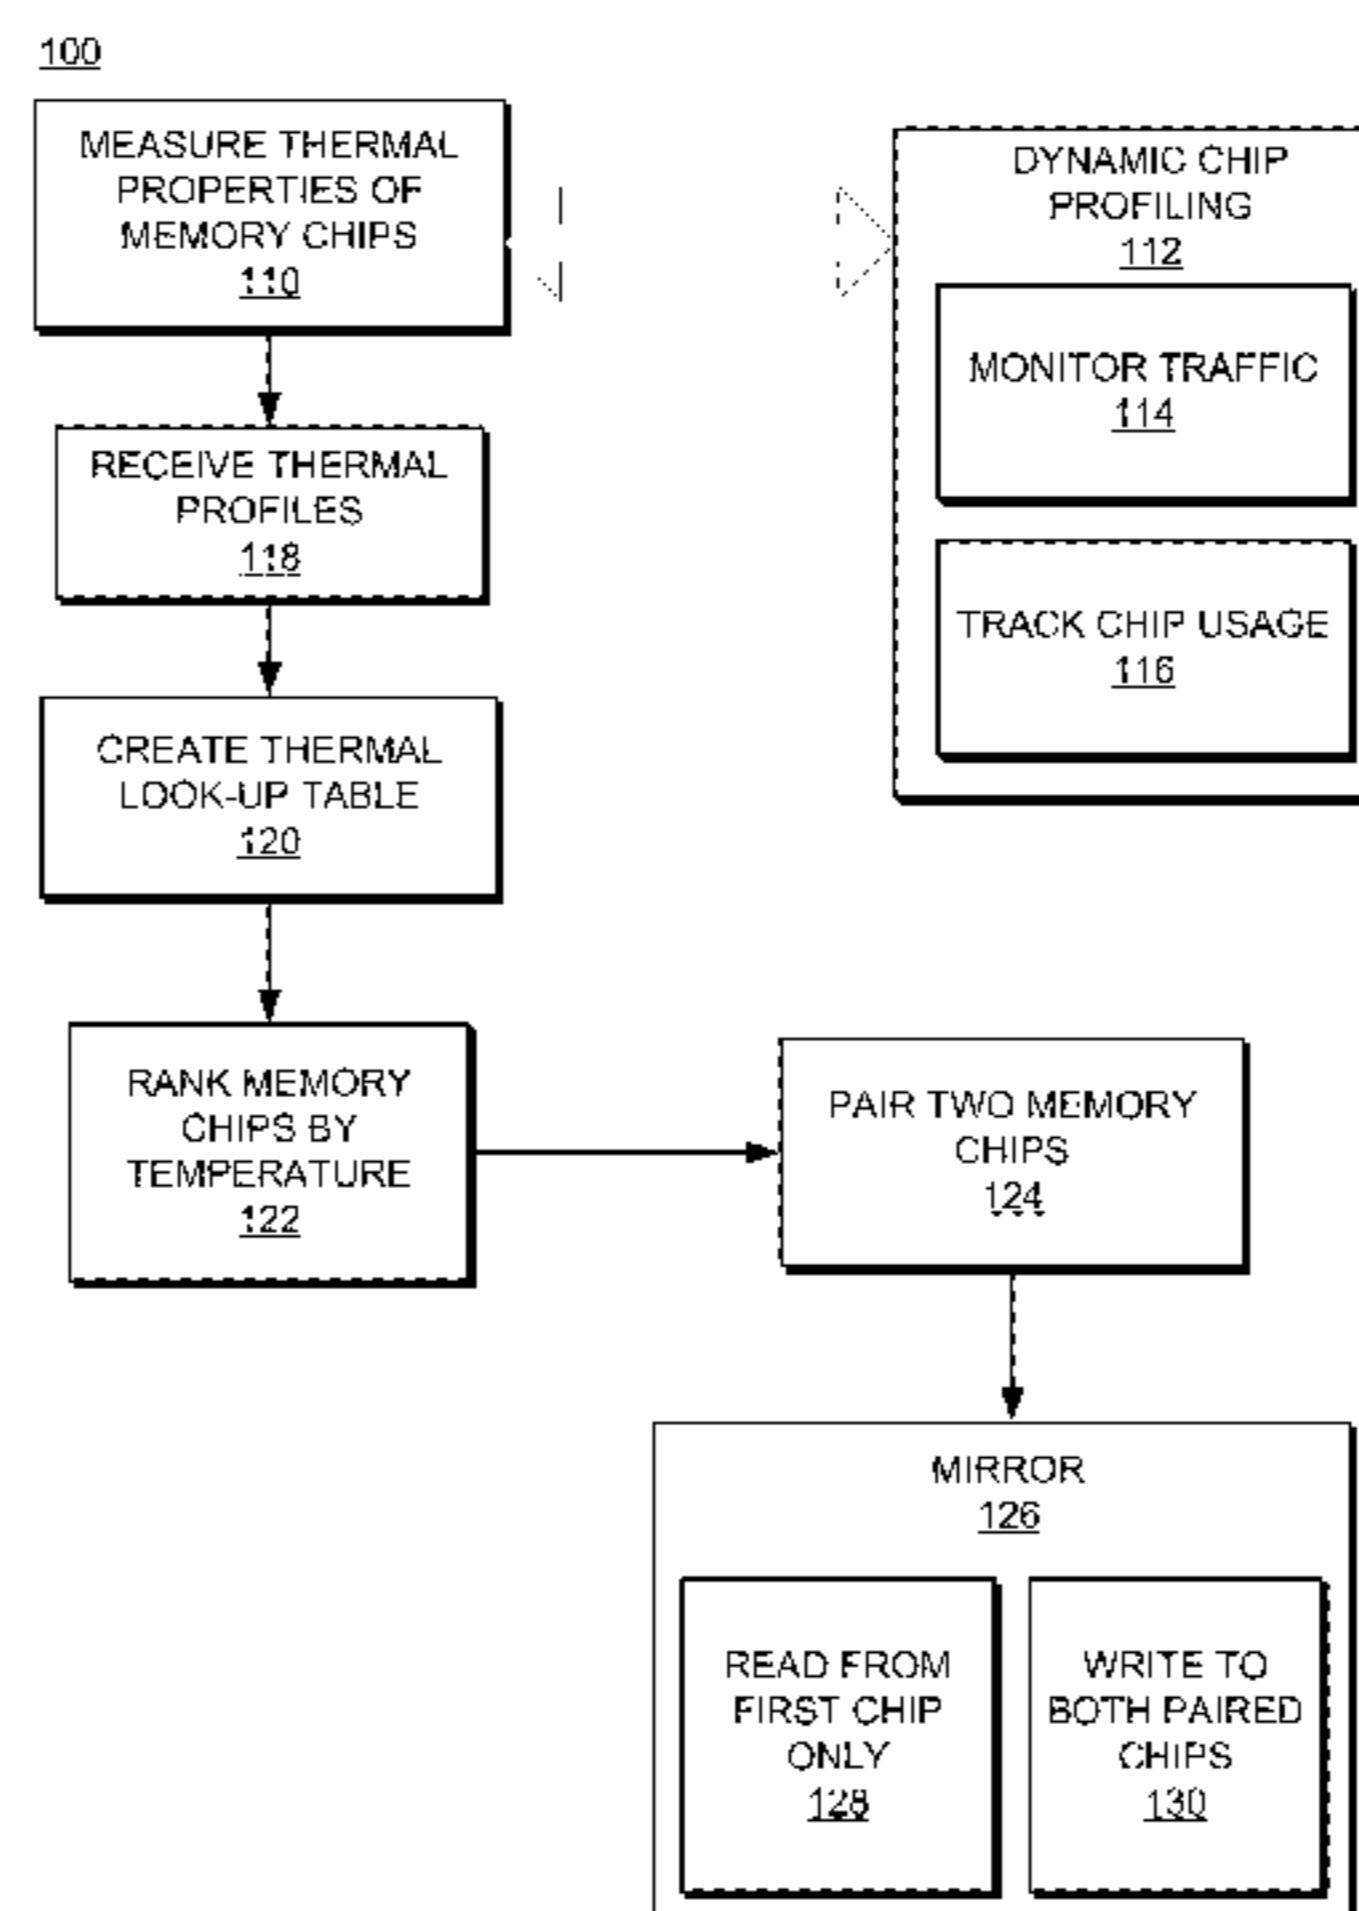 100
MEASURE THERMAL
PROPERTIES OF
MEMORY CHIPS
110
DYNAMIC CHIP
PROFILING
112
MONITOR TRAFFIC
114
TRACK CHIP USAGE
116
RECEIVE THERMAL
PROFILES
118
CREATE THERMAL
LOOK-UP TABLE
120
RANK MEMORY
CHIPS BY
TEMPERATURE
122
PAIR TWO MEMORY
CHIPS
124
MIRROR
126
READ FROM
FIRST CHIP
ONLY
128
WRITE TO
BOTH PAIRED
CHIPS
130